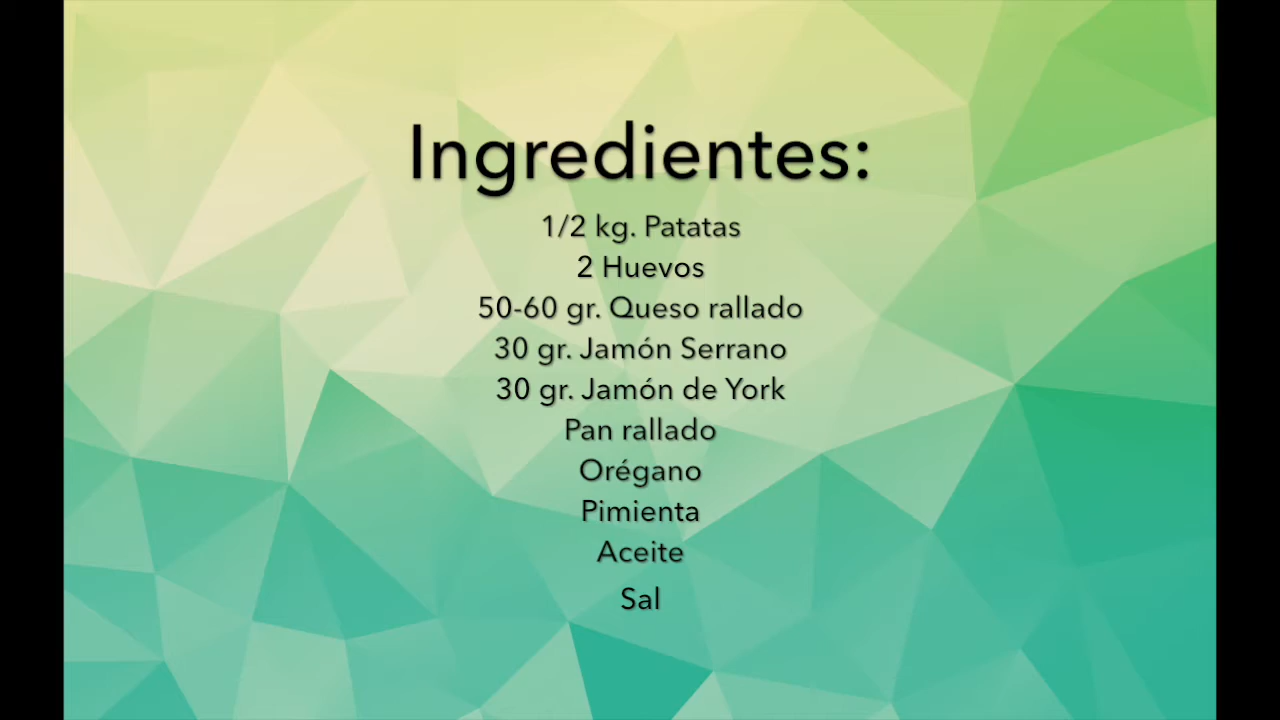 Ingredientes:
1/2 kg. Patatas
2 Huevos
50-60 gr. Queso rallado
30 gr. Jamón Serrano
30 gr. Jamón de York
Pan rallado
Orégano
Pimienta
Aceite
Sal